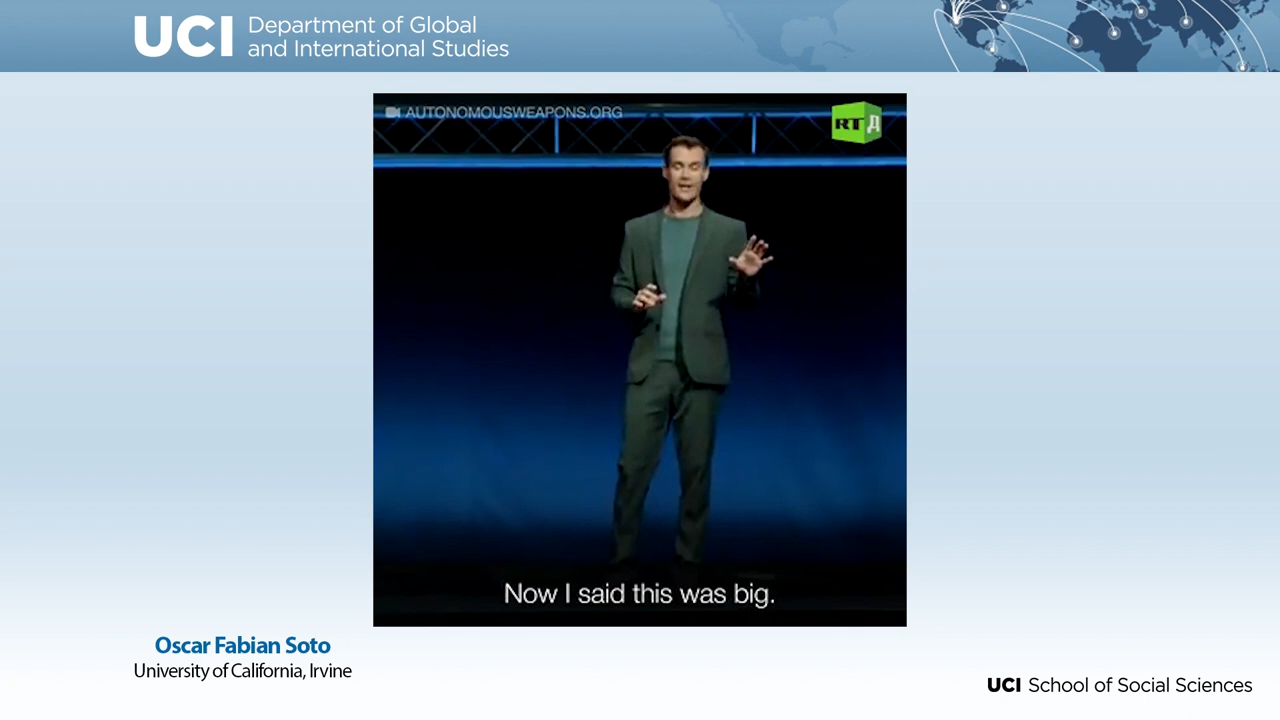 UCI Department of Global
and International Studies
AUTONOMOUSWEAPONS.ORG
RTД
Now I said this was big.
Oscar Fabian Soto
University of California, Irvine
UCI School of Social Sciences